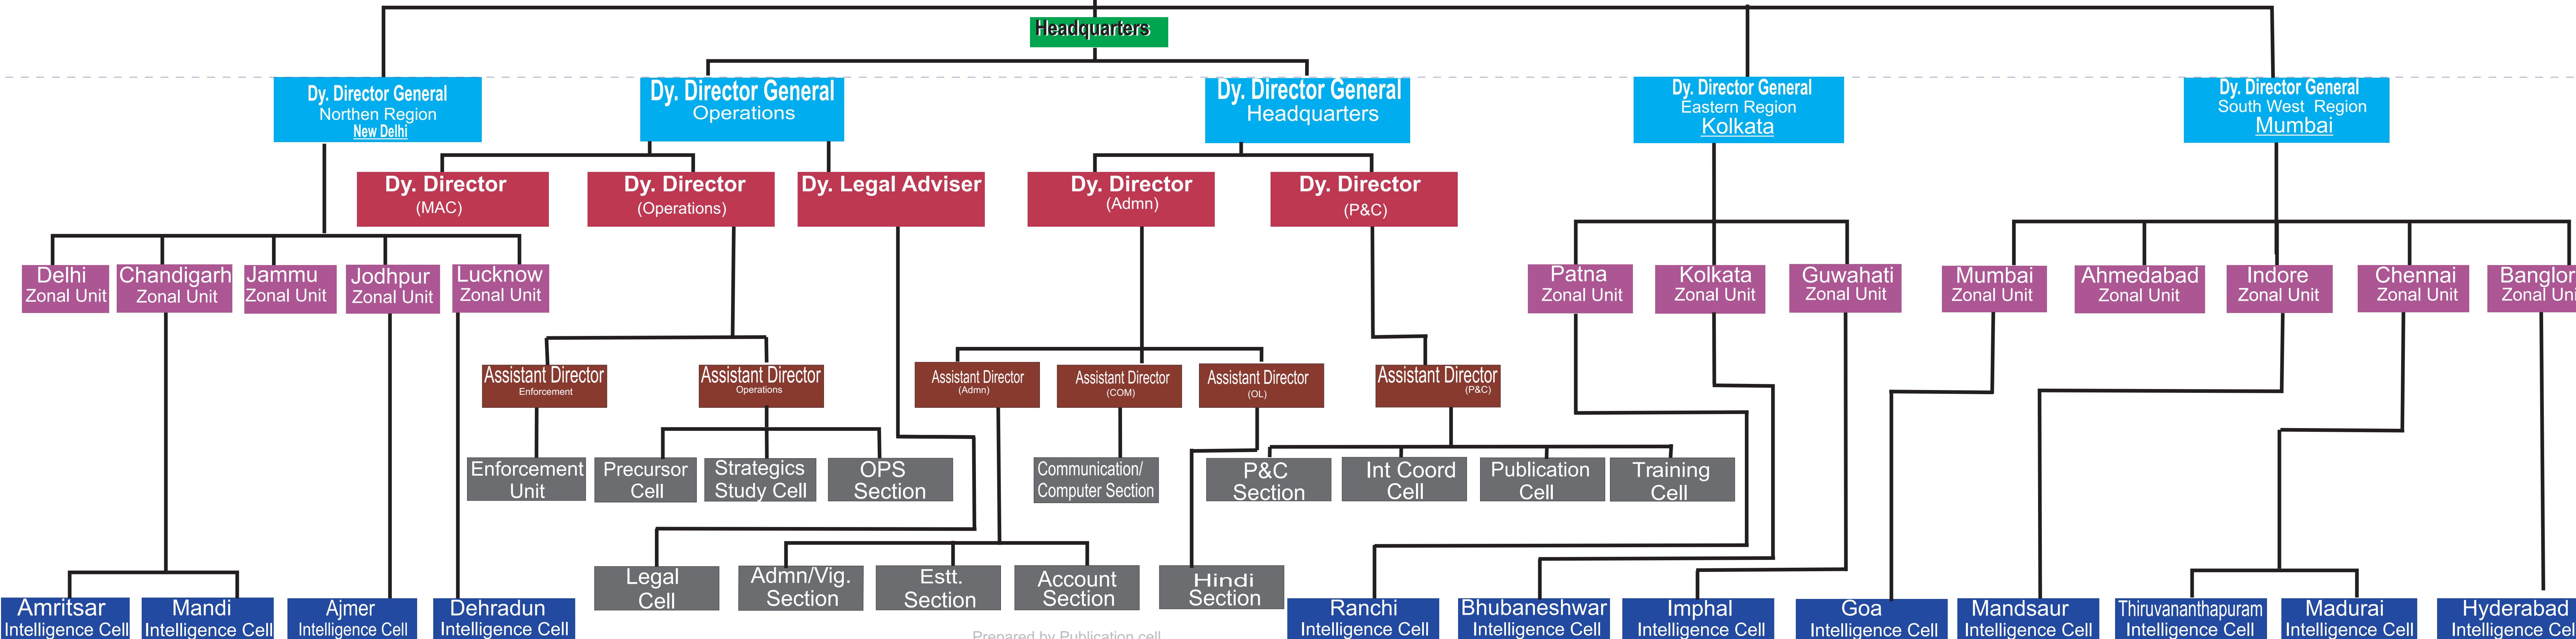 Headquarters
Dy. Director General
Northen Region
New Delhi
Dy. Director General
Operations
Dy. Director General
Headquarters
Dy. Director General
Eastern Region
Kolkata
Dy. Director General
South West Region
Mumbai
Dy. Director
(MAC)
Dy. Director
(Operations)
Dy. Legal Adviser
Dy. Director
(Admn)
Dy. Director
(P&C)
Delhi
Zonal Unit
Chandigarh
Zonal Unit
Jammu
Zonal Unit
Jodhpur
Zonal Unit
Lucknow
Zonal Unit
Patna
Zonal Unit
Kolkata
Zonal Unit
Guwahati
Zonal Unit
Mumbai
Zonal Unit
Ahmedabad
Zonal Unit
Indore
Zonal Unit
Chennai
Zonal Unit
Banglor
Zonal Uni
Assistant Director
Enforcement
Assistant Director
Operations
Assistant Director
(Admn)
Assistant Director
(COM)
Assistant Director
(OL)
Assistant Director
(P&C)
Enforcement
Unit
Precursor
Cell
Strategics
Study Cell
OPS
Section
Communication/
Computer Section
P&C
Section
Int Coord
Cell
Publication
Cell
Training
Cell
Legal
Cell
Admn/Vig.
Section
Estt.
Section
Account
Section
Hindi
Section
Amritsar
Intelligence Cell
Mandi
Intelligence Cell
Ajmer
Intelligence Cell
Dehradun
Intelligence Cell
Ranchi
Intelligence Cell
Bhubaneshwar
Intelligence Cell
Imphal
Intelligence Cell
Goa
Intelligence Cell
Mandsaur
Intelligence Cell
Thiruvananthapuram
Intelligence Cell
Madurai
Intelligence Cell
Hyderabad
Intelligence Ce
Prepared by Publication cell